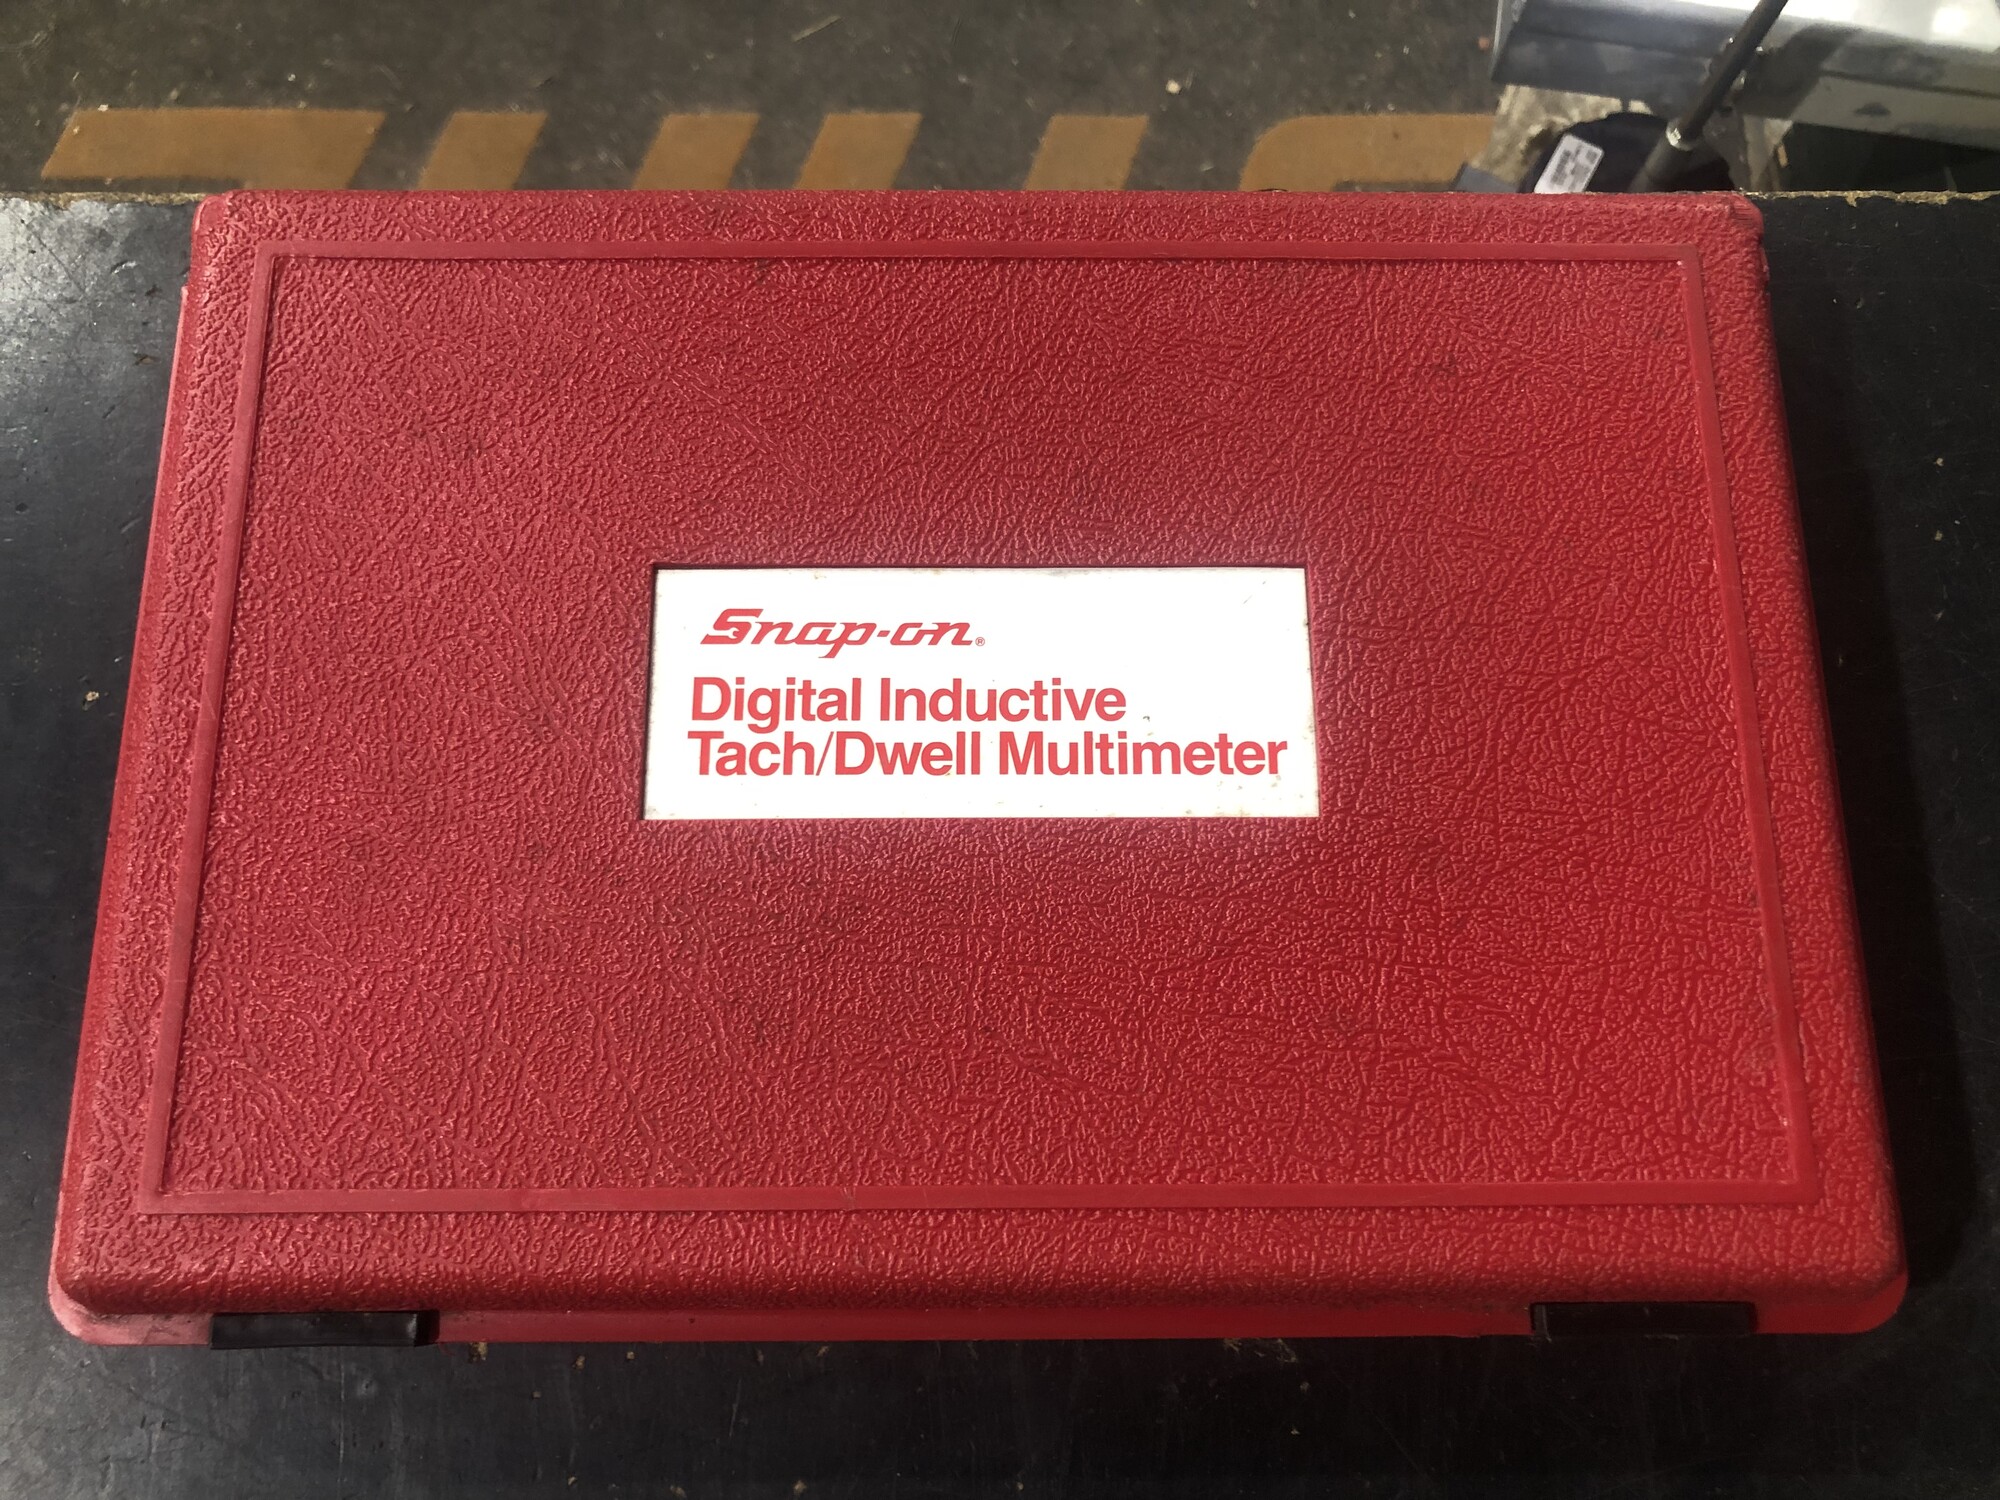 Snap-on®
Digital Inductive
Tach/Dwell Multimeter